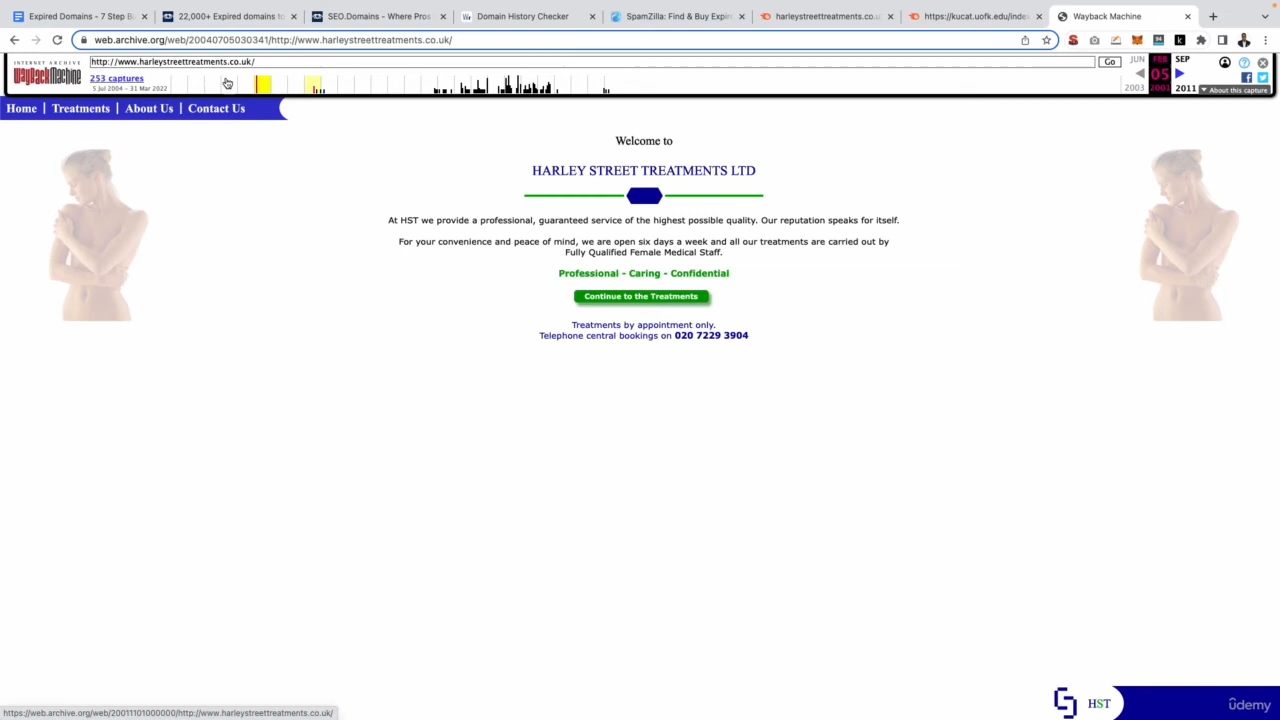 Expired Domains - 7 Step B
22,000+ Expired domains to
SEO.Domains - Where Pros
Domain History Checker
SpamZilla: Find & Buy Expir
harleystreettreatments.co.u
https://kucat.uofk.edu/index
Wayback Machine
web.archive.org/web/20040705030341/http://www.harleystreettreatments.co.uk/
INTERNET ARCHIVE
WayBackMachine
http://www.harleystreettreatments.co.uk/
Go
JUN FEB SEP
253 captures
05
5 Jul 2004 – 31 Mar 2022
2003 2001 2011
About this capture
Home | Treatments | About Us | Contact Us
Welcome to
HARLEY STREET TREATMENTS LTD
At HST we provide a professional, guaranteed service of the highest possible quality. Our reputation speaks for itself.
For your convenience and peace of mind, we are open six days a week and all our treatments are carried out by
Fully Qualified Female Medical Staff.
Professional - Caring - Confidential
Continue to the Treatments
Treatments by appointment only.
Telephone central bookings on 020 7229 3904
HST
ûdemy
https://web.archive.org/web/20011101000000/http://www.harleystreettreatments.co.uk/